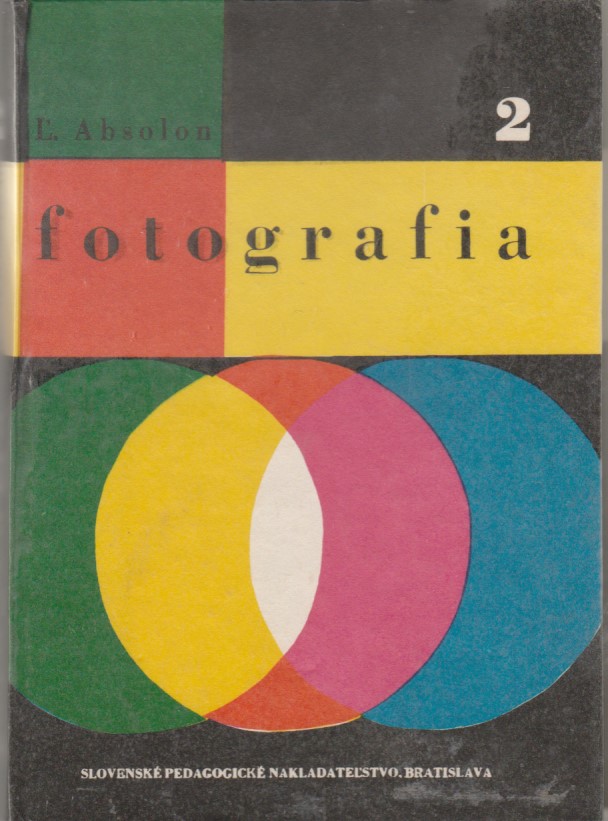 Ľ. Absolon
2
fotografia
SLOVENSKÉ PEDAGOGICKÉ NAKLADATEĽSTVO. BRATISLAVA